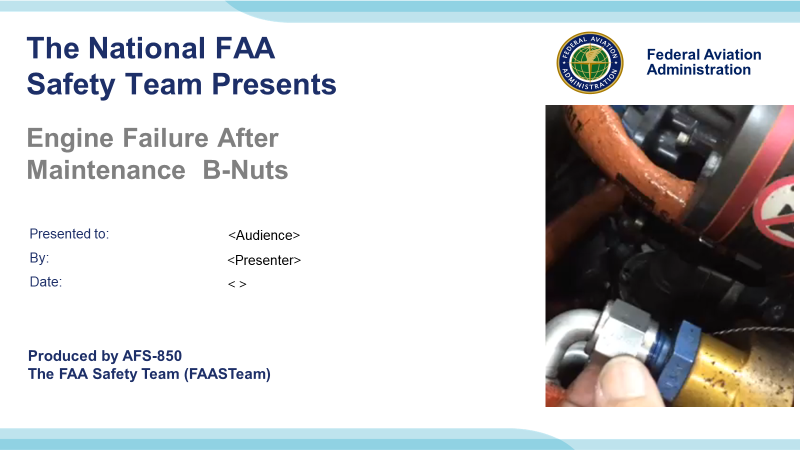 The National FAA
Safety Team Presents
FEDERAL AVIATION
ADMINISTRATION
Federal Aviation
Administration
Engine Failure After
Maintenance  B-Nuts
Presented to:
<Audience>
By:
<Presenter>
Date:
< >
Produced by AFS-850
The FAA Safety Team (FAASTeam)